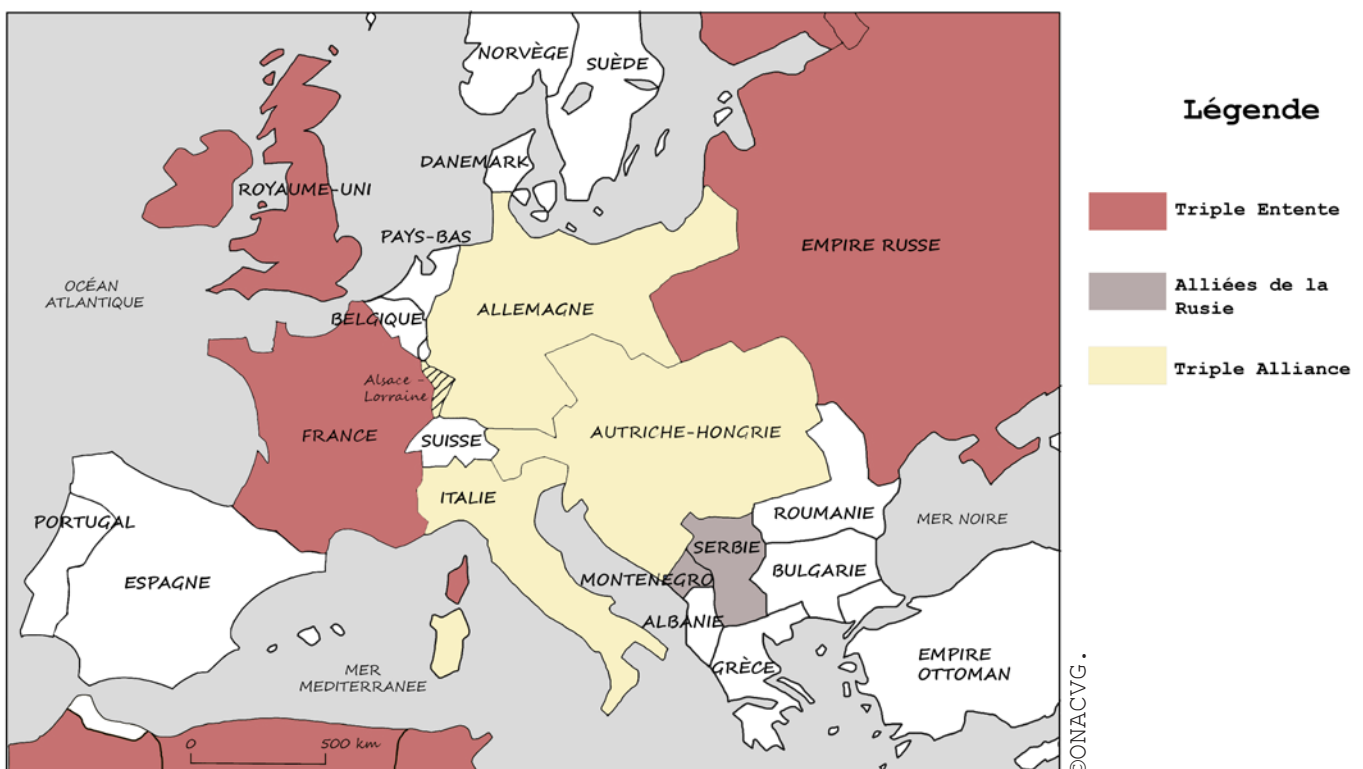 NORVÈGE
SUÈDE
DANEMARK
ROYAUME-UNI
PAYS-BAS
EMPIRE RUSSE
OCÉAN
ATLANTIQUE
BELGIQUE
ALLEMAGNE
Alsace -
Lorraine
FRANCE
SUISSE
AUTRICHE-HONGRIE
ITALIE
PORTUGAL
ESPAGNE
ROUMANIE
MER NOIRE
SERBIE
BULGARIE
MONTENEGRO
ALBANIE
GRÈCE
EMPIRE
OTTOMAN
MER
MEDITERRANEE
0 500 km
Légende
Triple Entente
Alliées de la
Rusie
Triple Alliance
©ONACVG.